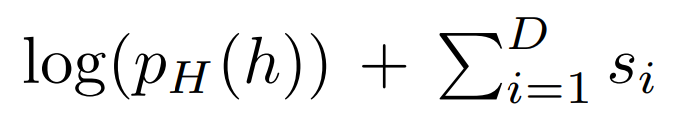 log(p_H(h)) + ∑_{i=1}^{D} s_i